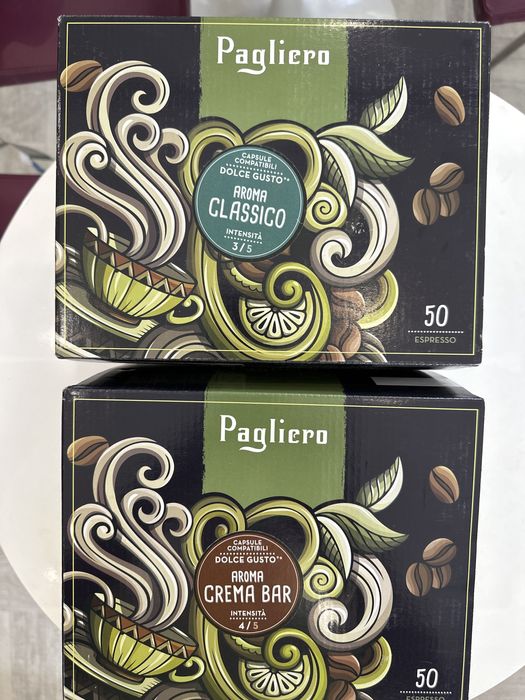 Pagliero
CAPSULE
COMPATIBILI
DOLCE GUSTO**
AROMA
CLASSICO
INTENSITÀ
3/5
50
ESPRESSO
Pagliero
CAPSULE
COMPATIBILI
DOLCE GUSTO**
AROMA
CREMA BAR
INTENSITÀ
4/5
50
ESPRESSO